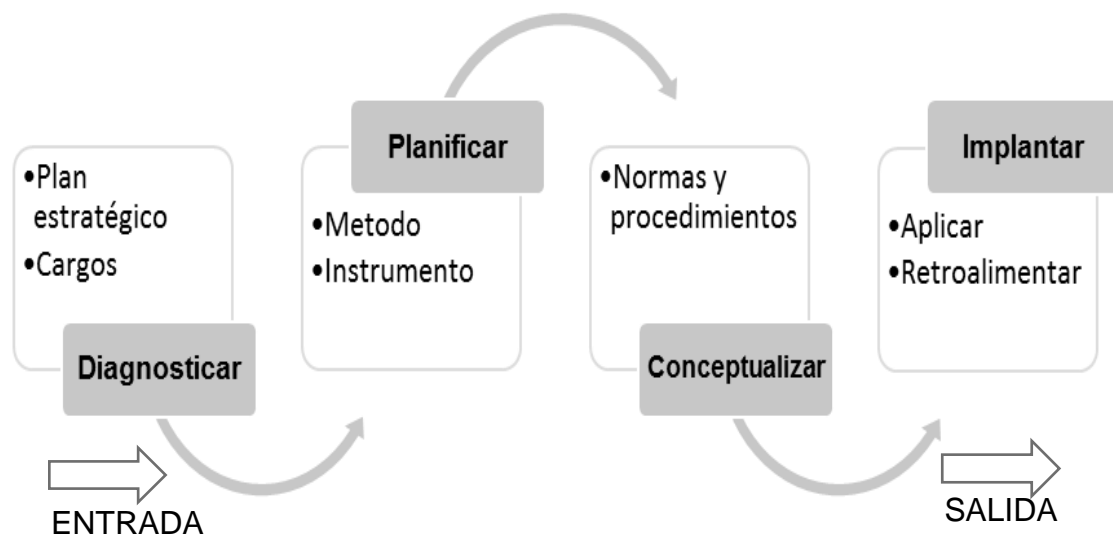 •Plan
estratégico
•Cargos
Diagnosticar
Planificar
•Metodo
•Instrumento
•Normas y
procedimientos
Conceptualizar
Implantar
•Aplicar
•Retroalimentar
ENTRADA
SALIDA